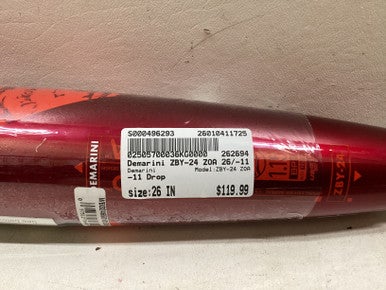 S000496293 26010411725
02505700036KG0000 262694
Demarini ZBY-24 ZOA 26/-11
Demarini Model:ZBY-24 ZOA
-11 Drop
size:26 IN $119.99
DEMARINI
ZBY-24